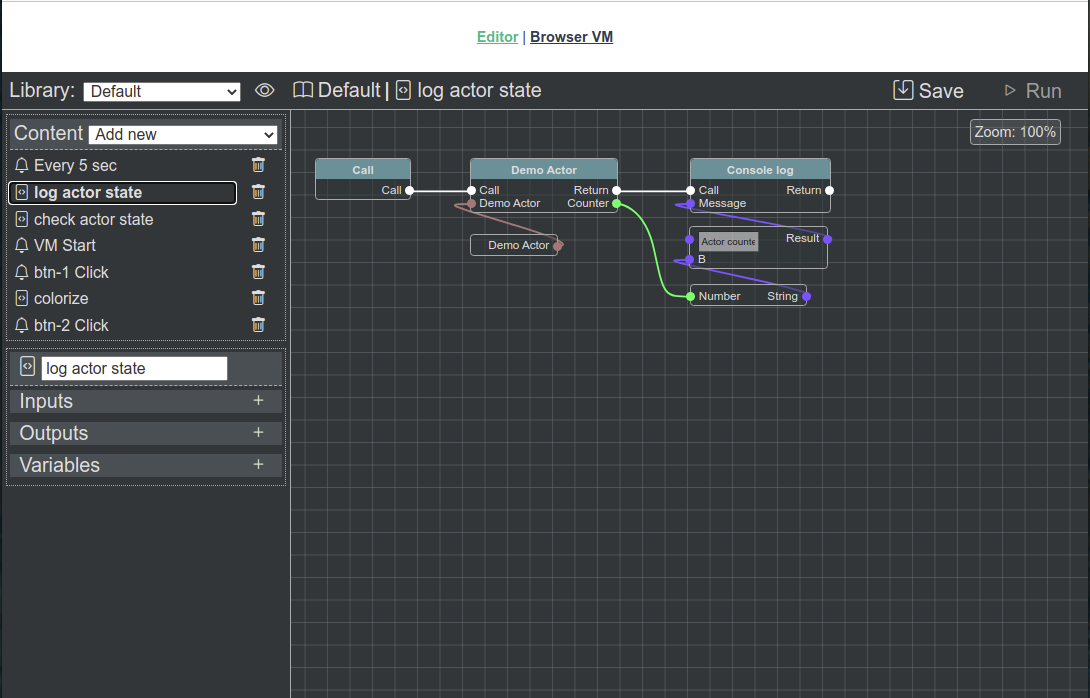 Editor | Browser VM
Library: Default
Default | log actor state
Save
Run
Content Add new
Every 5 sec
log actor state
check actor state
VM Start
btn-1 Click
colorize
btn-2 Click
log actor state
Inputs +
Outputs +
Variables +
Zoom: 100%
Call
Call
Demo Actor
Call Return
Demo Actor Counter
Demo Actor
Console log
Call Return
Message
Actor counte Result
B
Number String